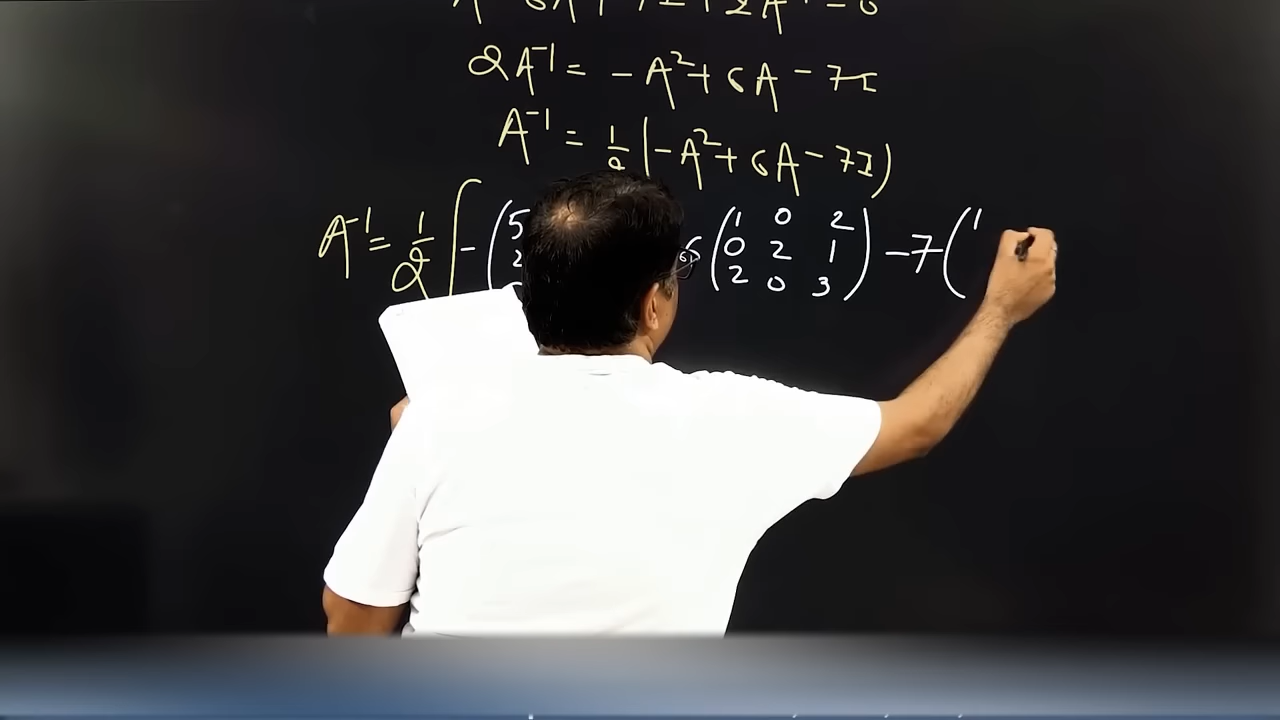 2A⁻¹ = -A² + 6A - 7I
A⁻¹ = 1/2 (-A² + 6A - 7I)
A⁻¹ = 1/2 [ - ( 5 6 ( 1 0 2 ) - 7 ( 1
2 0 2 1
2 0 3